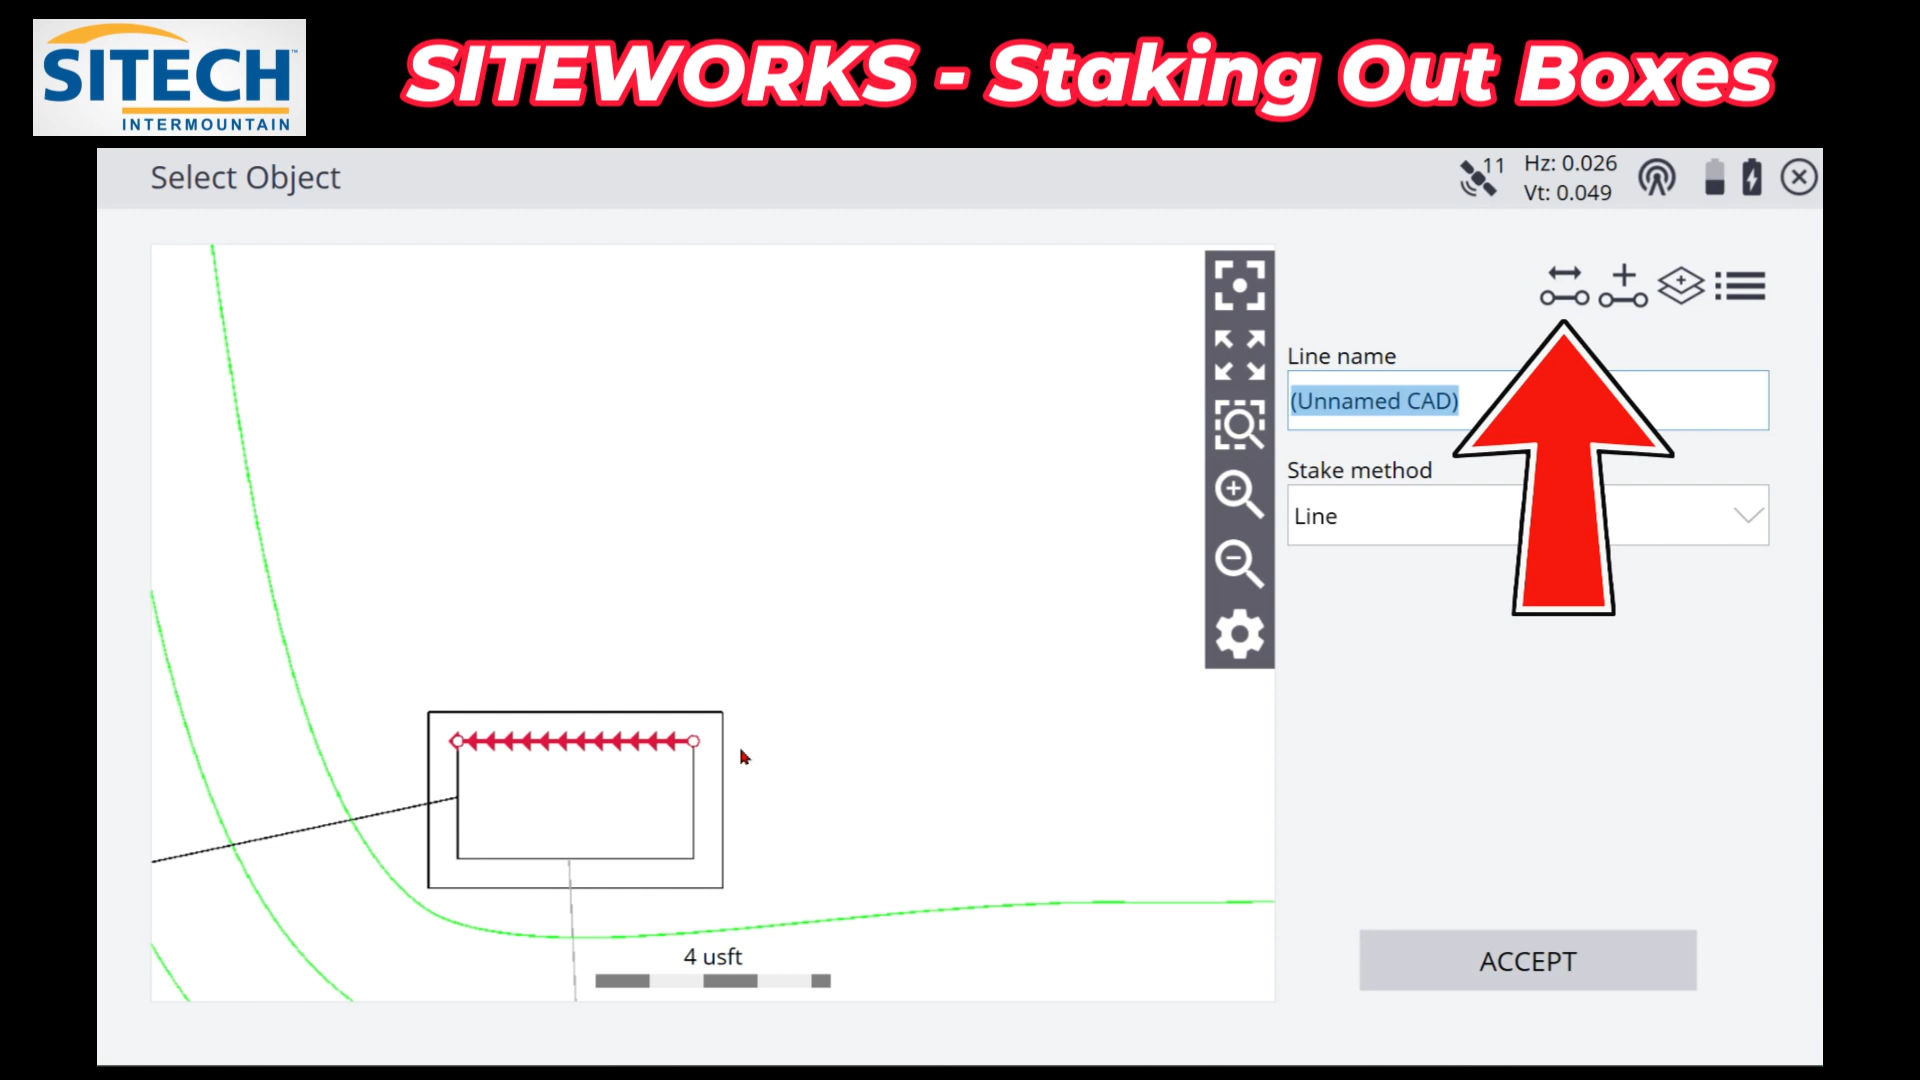 SITECH™
INTERMOUNTAIN
SITEWORKS - Staking Out Boxes
Select Object
11
Hz: 0.026
Vt: 0.049
Line name
(Unnamed CAD)
Stake method
Line
4 usft
ACCEPT